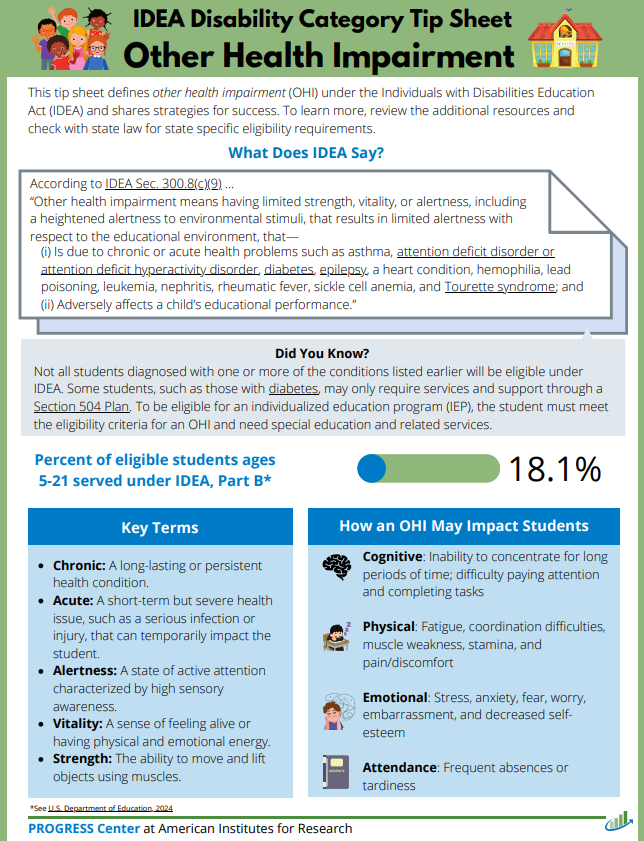 IDEA Disability Category Tip Sheet
Other Health Impairment
This tip sheet defines other health impairment (OHI) under the Individuals with Disabilities Education
Act (IDEA) and shares strategies for success. To learn more, review the additional resources and
check with state law for state specific eligibility requirements.
What Does IDEA Say?
According to IDEA Sec. 300.8(c)(9) ...
“Other health impairment means having limited strength, vitality, or alertness, including
a heightened alertness to environmental stimuli, that results in limited alertness with
respect to the educational environment, that—
(i) Is due to chronic or acute health problems such as asthma, attention deficit disorder or
attention deficit hyperactivity disorder, diabetes, epilepsy, a heart condition, hemophilia, lead
poisoning, leukemia, nephritis, rheumatic fever, sickle cell anemia, and Tourette syndrome; and
(ii) Adversely affects a child’s educational performance.”
Did You Know?
Not all students diagnosed with one or more of the conditions listed earlier will be eligible under
IDEA. Some students, such as those with diabetes, may only require services and support through a
Section 504 Plan. To be eligible for an individualized education program (IEP), the student must meet
the eligibility criteria for an OHI and need special education and related services.
Percent of eligible students ages
5-21 served under IDEA, Part B*
18.1%
Key Terms
• Chronic: A long-lasting or persistent
health condition.
• Acute: A short-term but severe health
issue, such as a serious infection or
injury, that can temporarily impact the
student.
• Alertness: A state of active attention
characterized by high sensory
awareness.
• Vitality: A sense of feeling alive or
having physical and emotional energy.
• Strength: The ability to move and lift
objects using muscles.
How an OHI May Impact Students
Cognitive: Inability to concentrate for long
periods of time; difficulty paying attention
and completing tasks
Physical: Fatigue, coordination difficulties,
muscle weakness, stamina, and
pain/discomfort
Emotional: Stress, anxiety, fear, worry,
embarrassment, and decreased self-
esteem
Attendance: Frequent absences or
tardiness
*See U.S. Department of Education, 2024
PROGRESS Center at American Institutes for Research